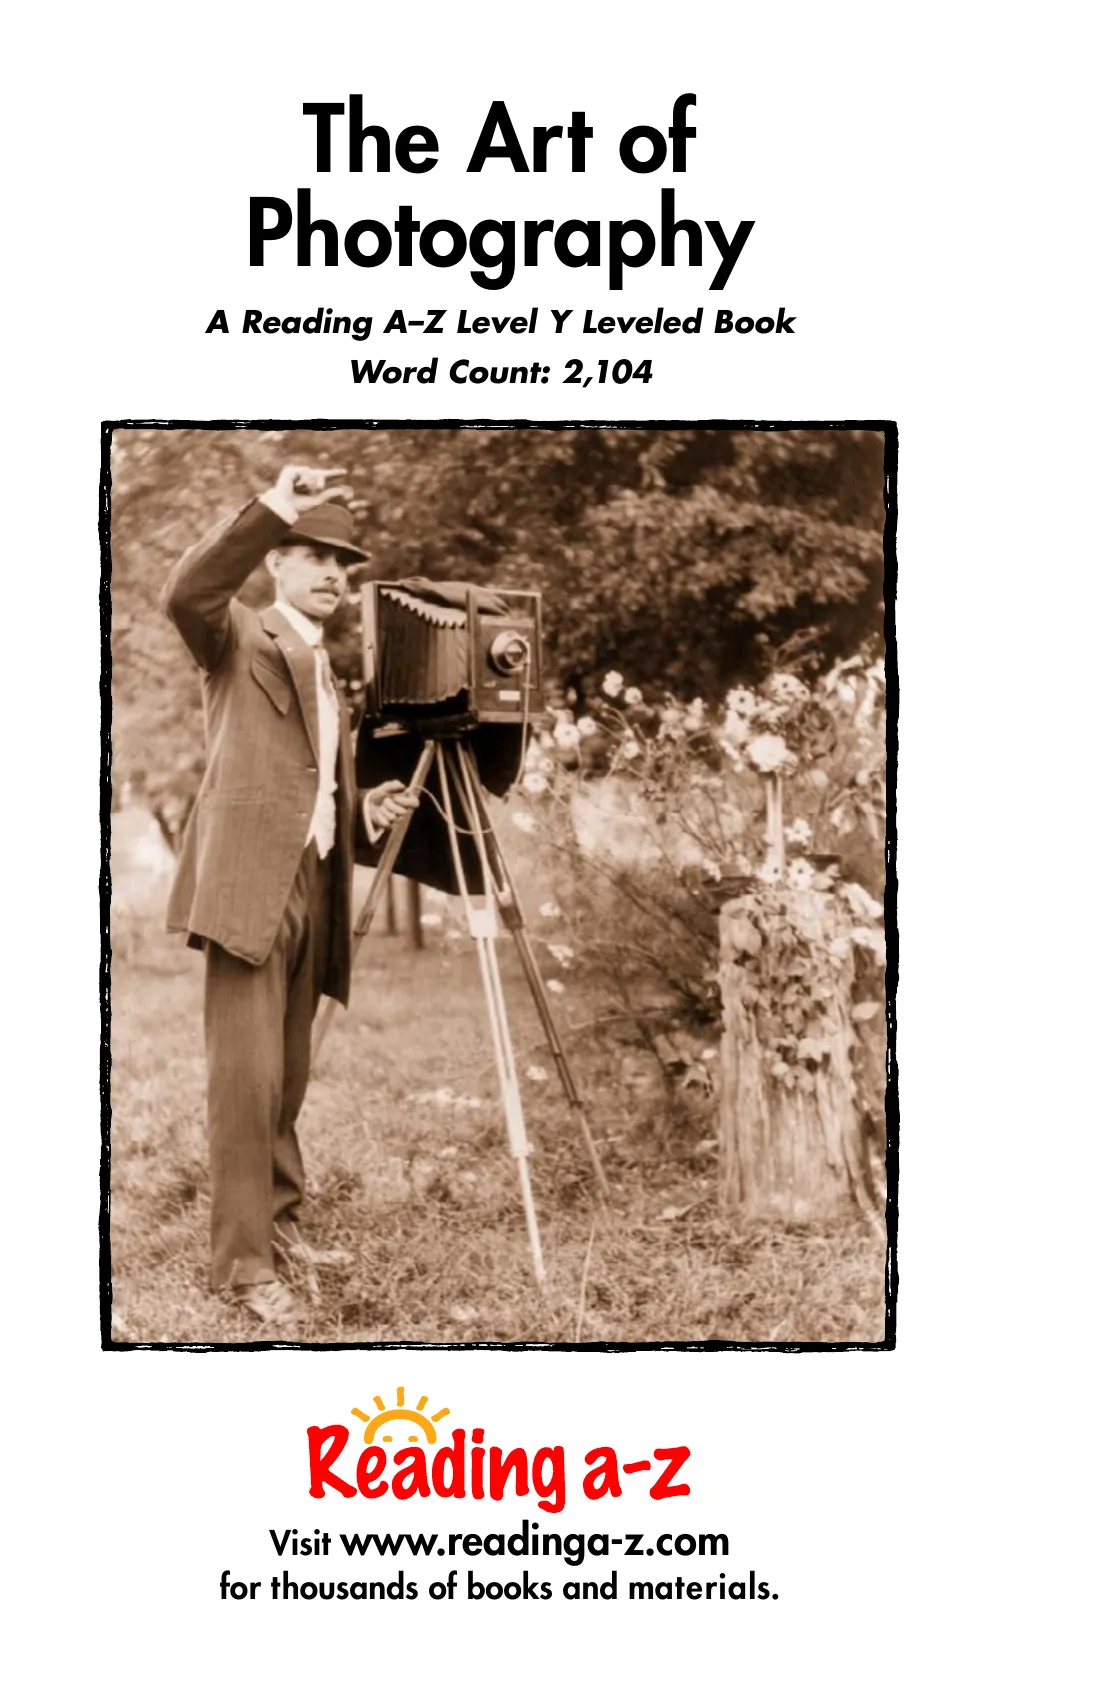 The Art of
Photography
A Reading A–Z Level Y Leveled Book
Word Count: 2,104
Reading a-z
Visit www.readinga-z.com
for thousands of books and materials.